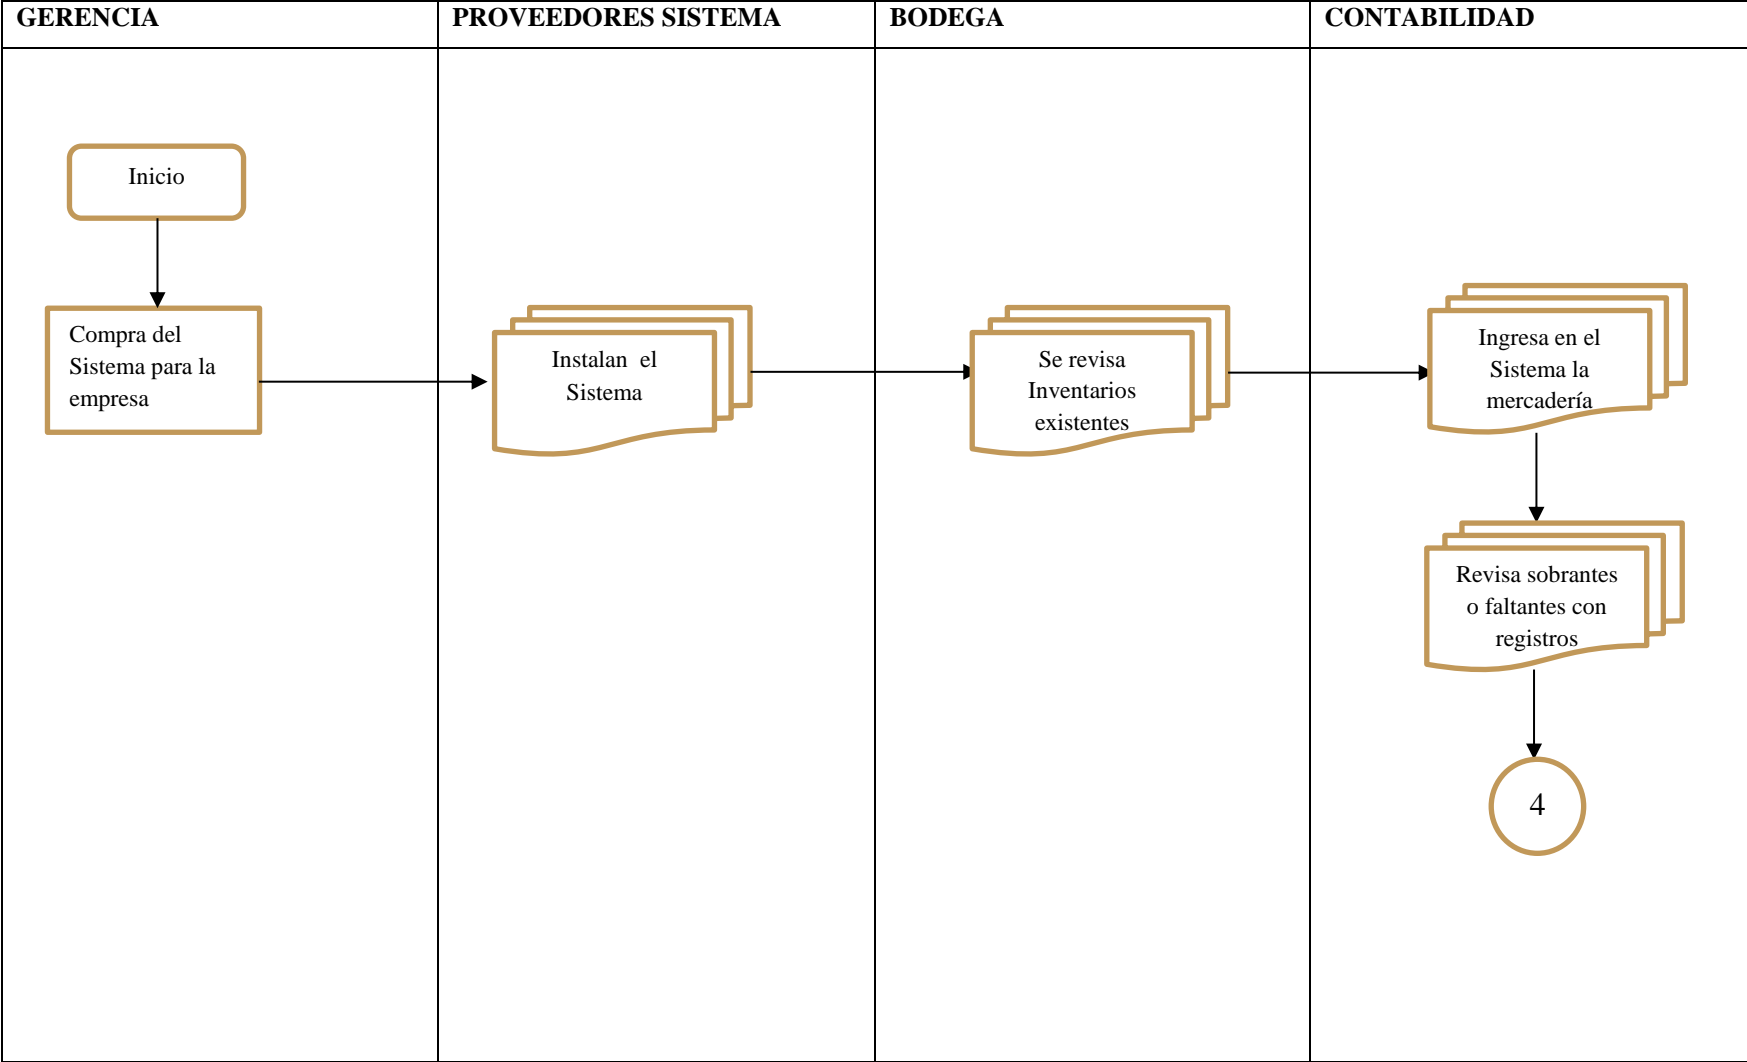 GERENCIA
PROVEEDORES SISTEMA
BODEGA
CONTABILIDAD
Inicio
Compra del
Sistema para la
empresa
Instalan el
Sistema
Se revisa
Inventarios
existentes
Ingresa en el
Sistema la
mercadería
Revisa sobrantes
o faltantes con
registros
4